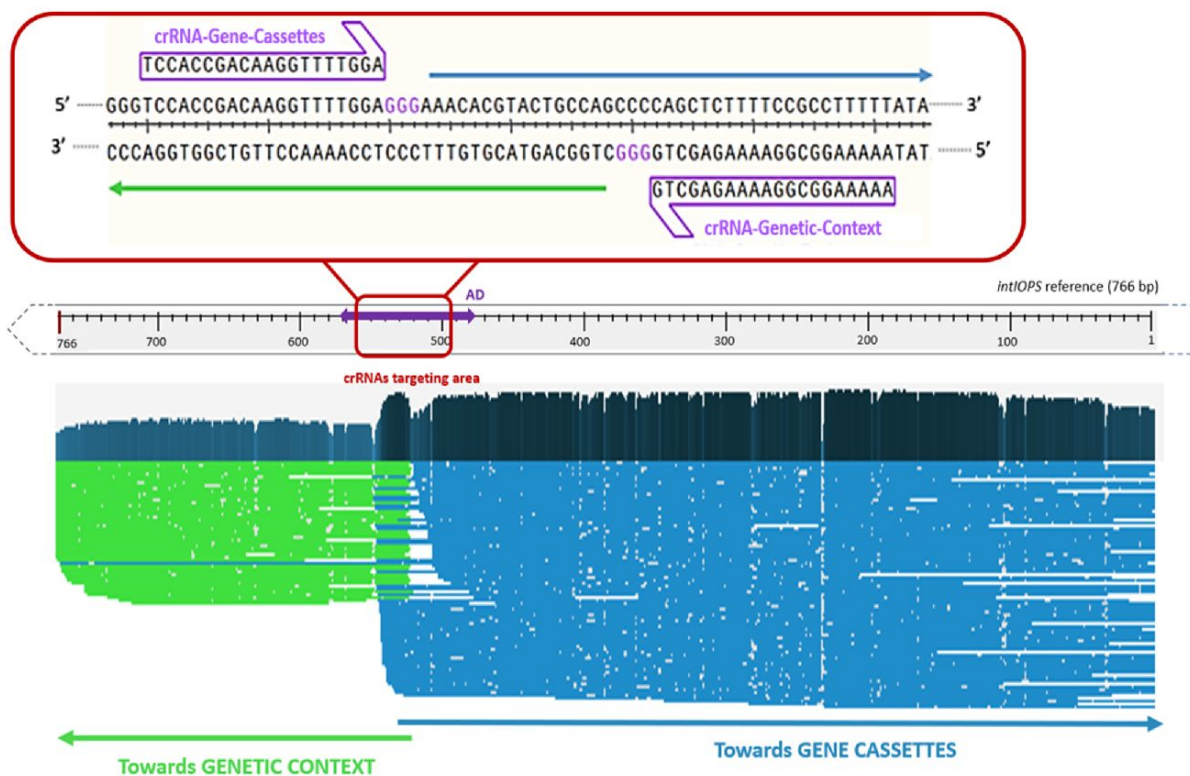 crRNA-Gene-Cassettes
TCCACCGACAAGGTTTTGGA
5’ GGGTCCACCGACAAGGTTTTGGAGGGAAACACGTACTGCCAGCCCCAGCTCTTTTCCGCCTTTTTATA 3’
3’ CCCAGGTGGCTGTTCCAAAACCTCCCTTTGTGCATGACGGTCGGGGTCGAGAAAAGGCGGAAAAATAT 5’
GTCGAGAAAAGGCGGAAAAA
crRNA-Genetic-Context
AD
intIOPS reference (766 bp)
766 700 600 500 400 300 200 100 1
crRNAs targeting area
Towards GENETIC CONTEXT
Towards GENE CASSETTES